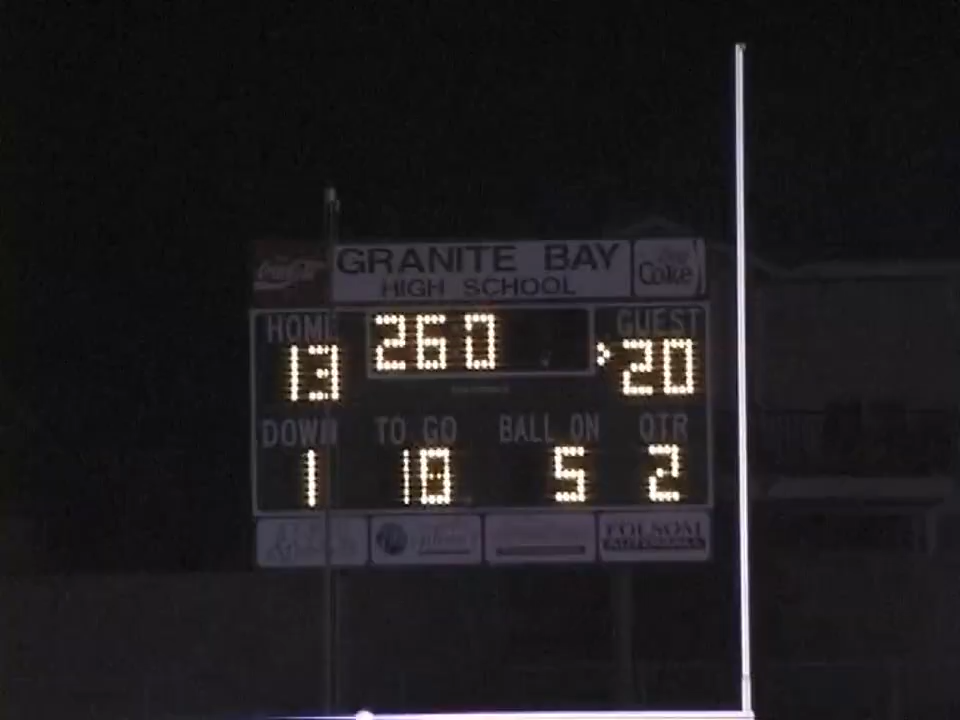 GRANITE BAY
Coke
HIGH SCHOOL
HOME
260
GUEST
13
20
DOWN
TO GO
BALL ON
QTR
1
10
5
2
FOLSOM